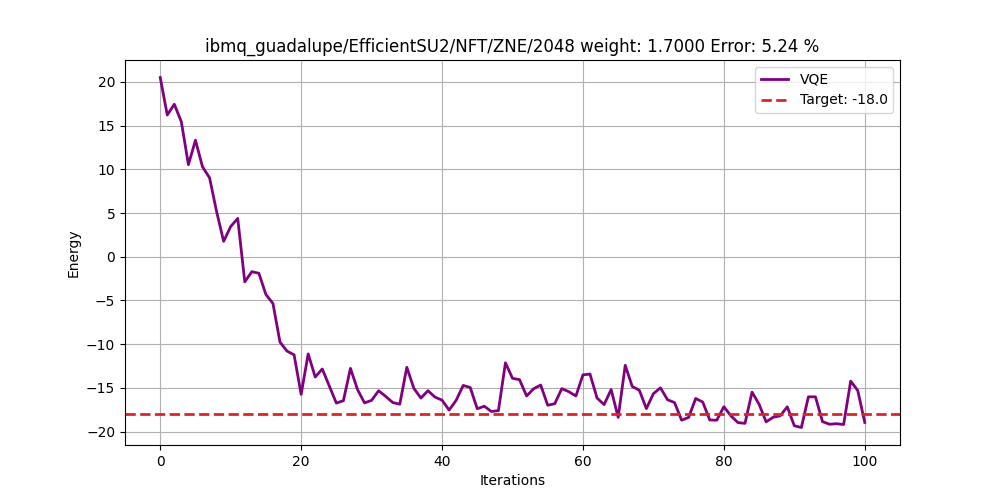 ibmq_guadalupe/EfficientSU2/NFT/ZNE/2048 weight: 1.7000 Error: 5.24 %
VQE
Target: -18.0
20
15
10
5
0
−5
−10
−15
−20
Energy
0 20 40 60 80 100
Iterations